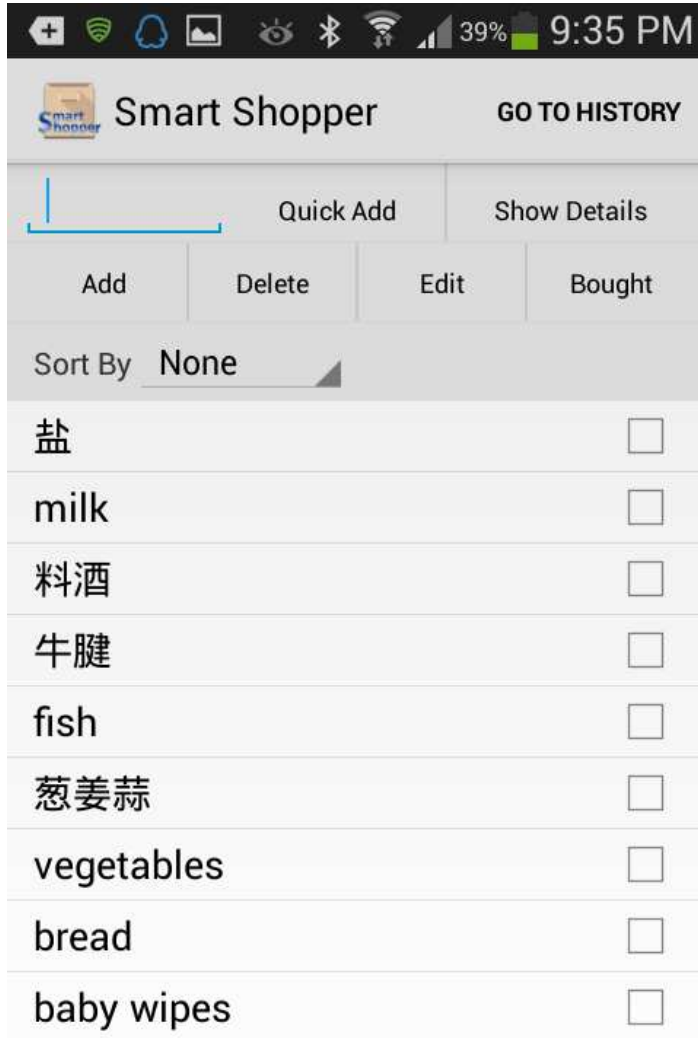 39% 9:35 PM
Smart Shopper Smart Shopper GO TO HISTORY
Quick Add Show Details
Add Delete Edit Bought
Sort By None
盐
milk
料酒
牛腱
fish
葱姜蒜
vegetables
bread
baby wipes